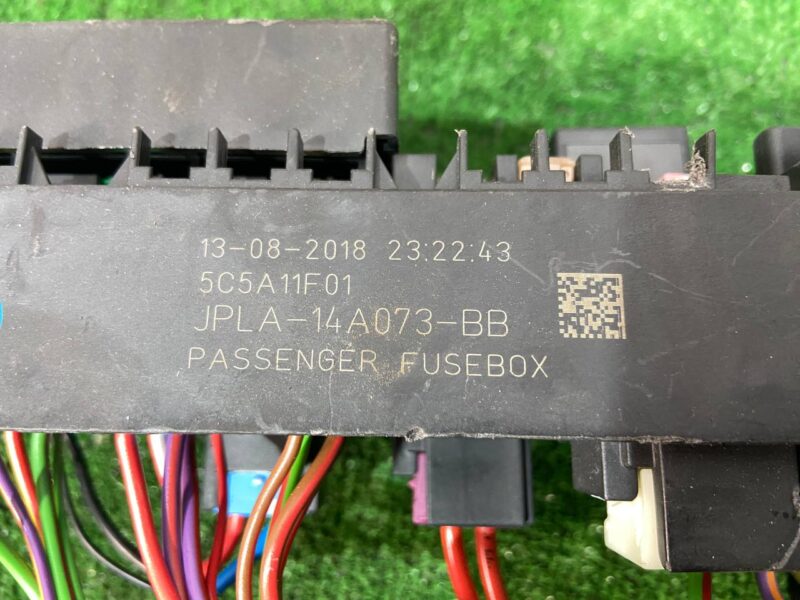 13-08-2018 23:22:43
5C5A11F01
JPLA-14A073-BB
PASSENGER FUSEBOX